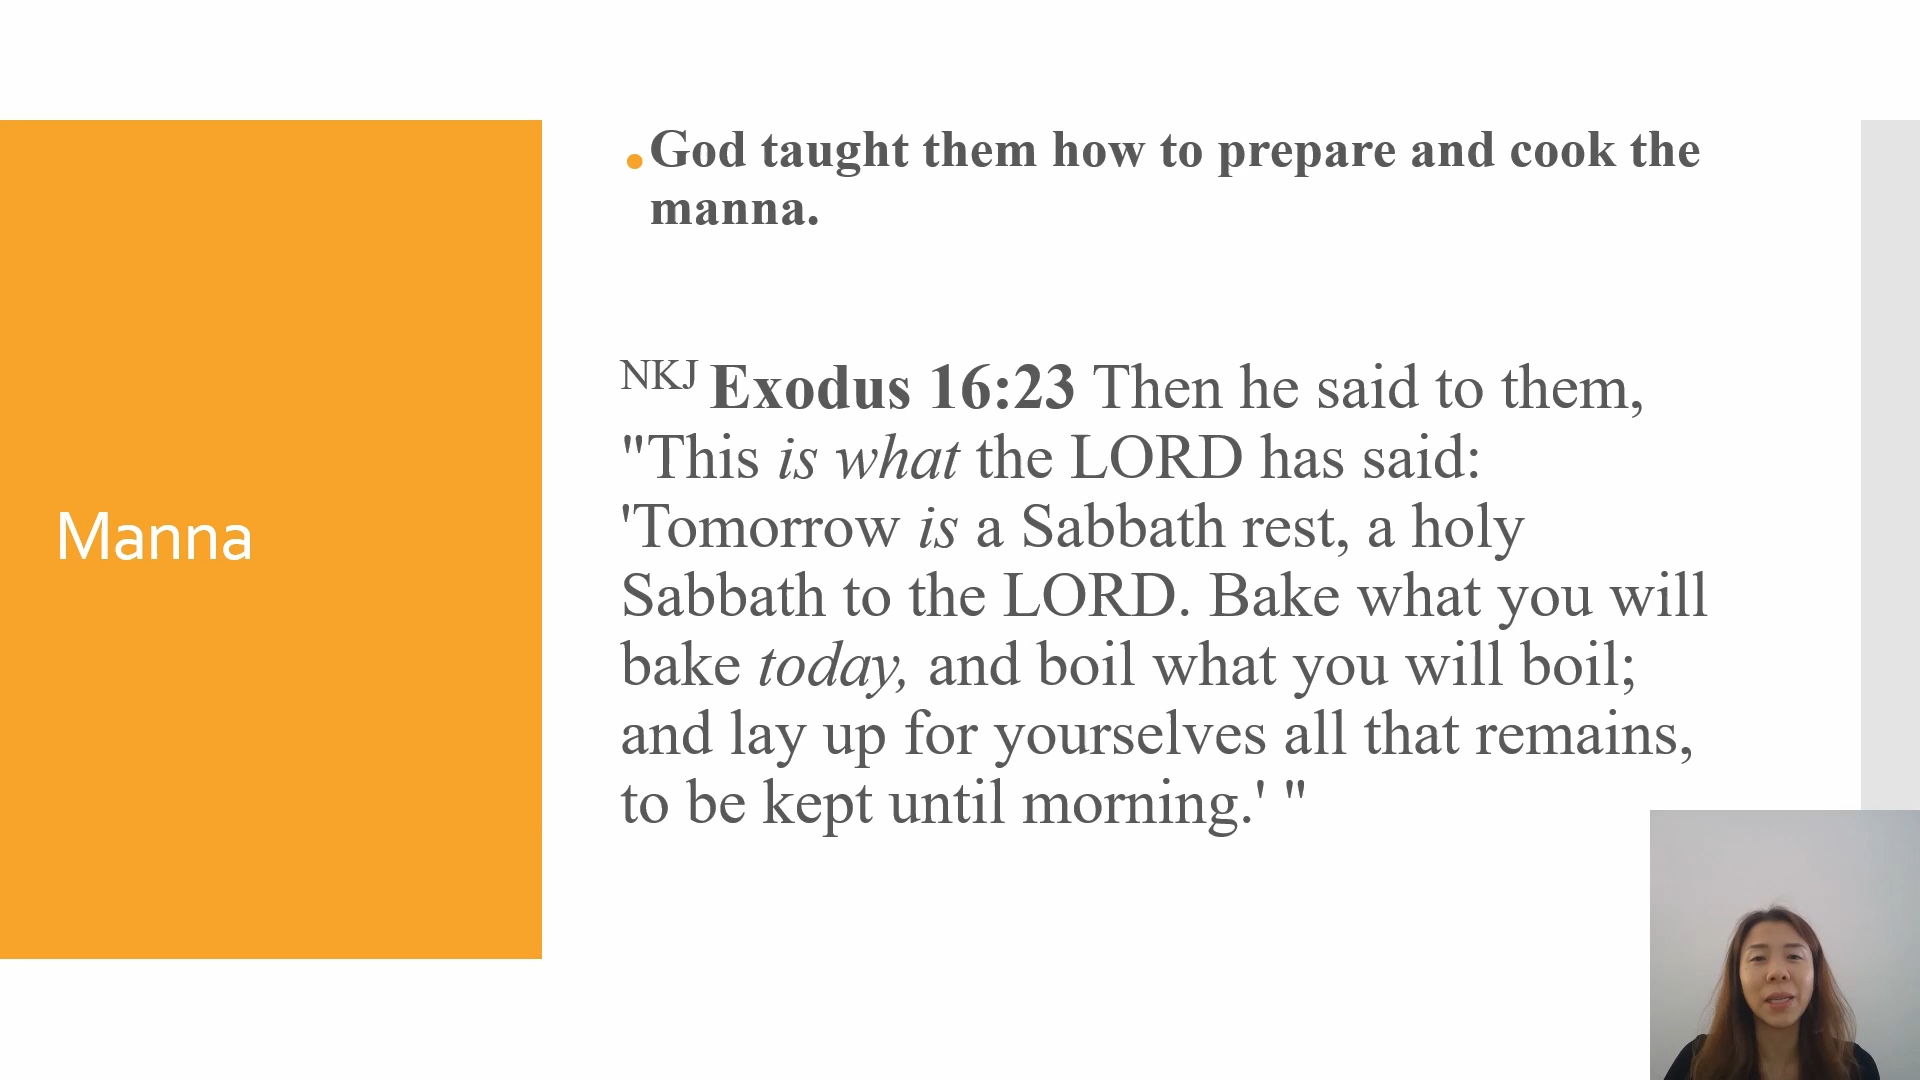 Manna
God taught them how to prepare and cook the
manna.
NKJ Exodus 16:23 Then he said to them,
"This is what the LORD has said:
'Tomorrow is a Sabbath rest, a holy
Sabbath to the LORD. Bake what you will
bake today, and boil what you will boil;
and lay up for yourselves all that remains,
to be kept until morning.' "